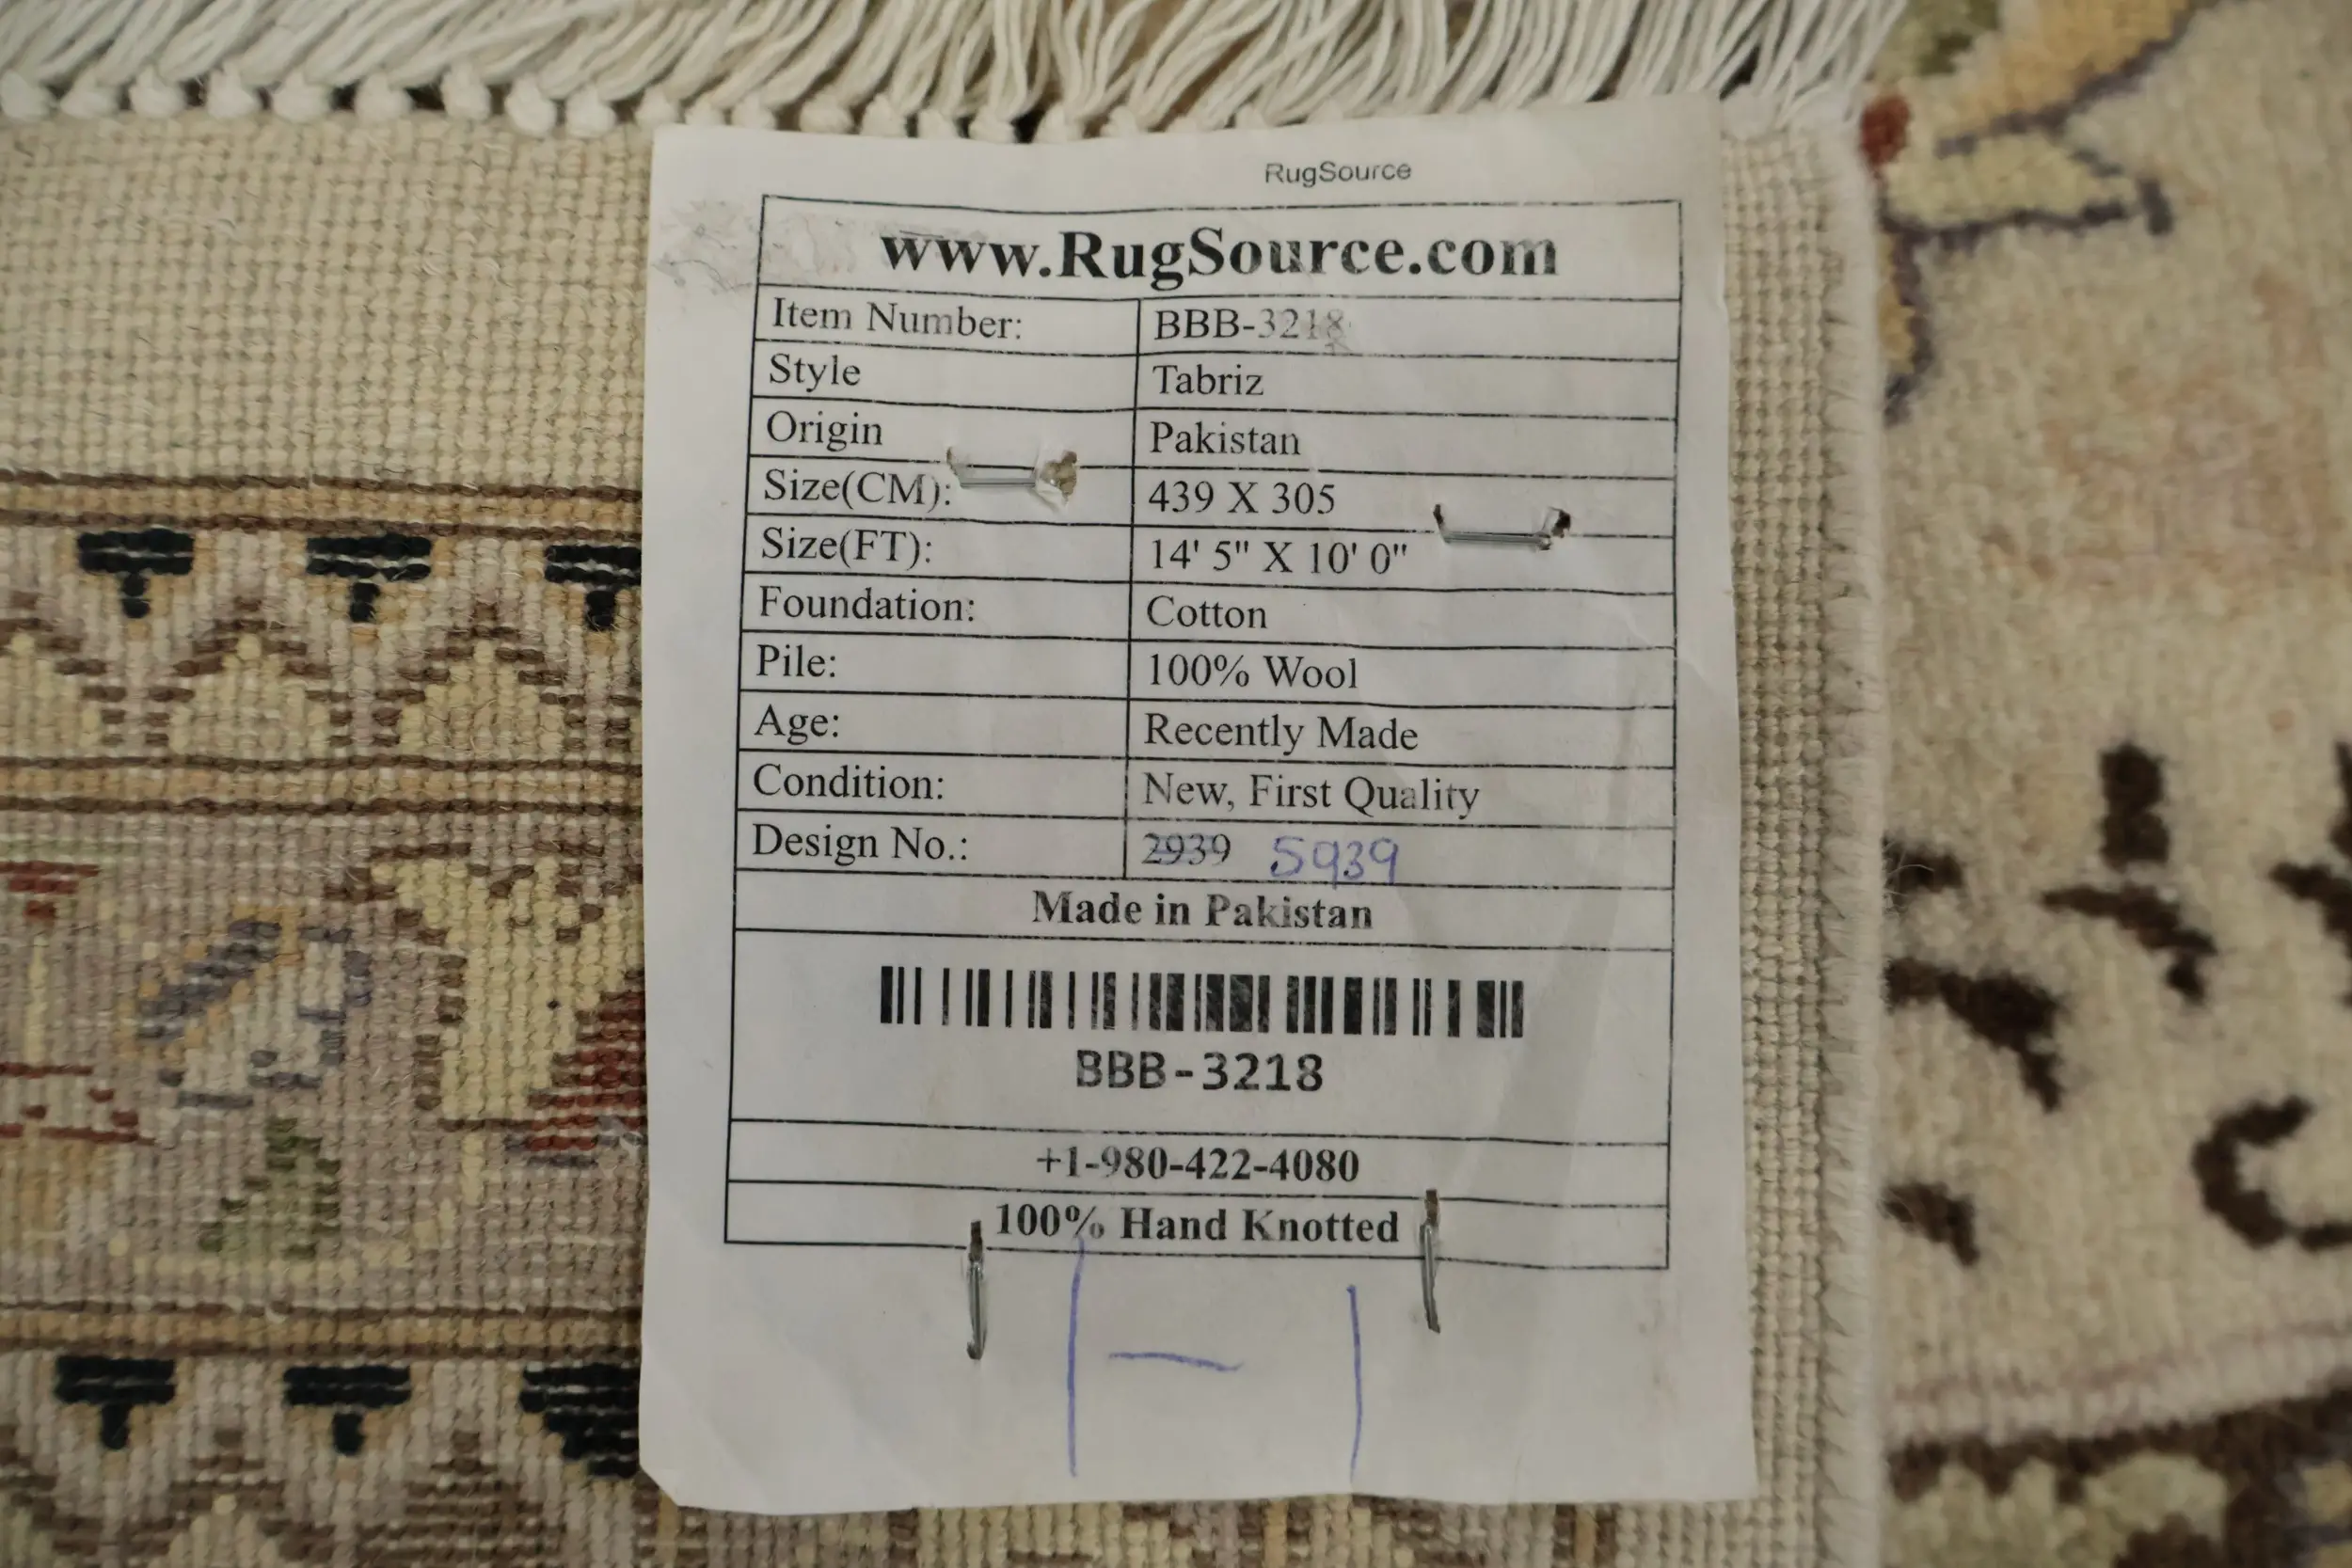 RugSource
www.RugSource.com
Item Number: BBB-3218
Style Tabriz
Origin Pakistan
Size(CM): 439 X 305
Size(FT): 14' 5" X 10' 0"
Foundation: Cotton
Pile: 100% Wool
Age: Recently Made
Condition: New, First Quality
Design No.: 2939 5939
Made in Pakistan
BBB-3218
+1-980-422-4080
100% Hand Knotted
1 - 1